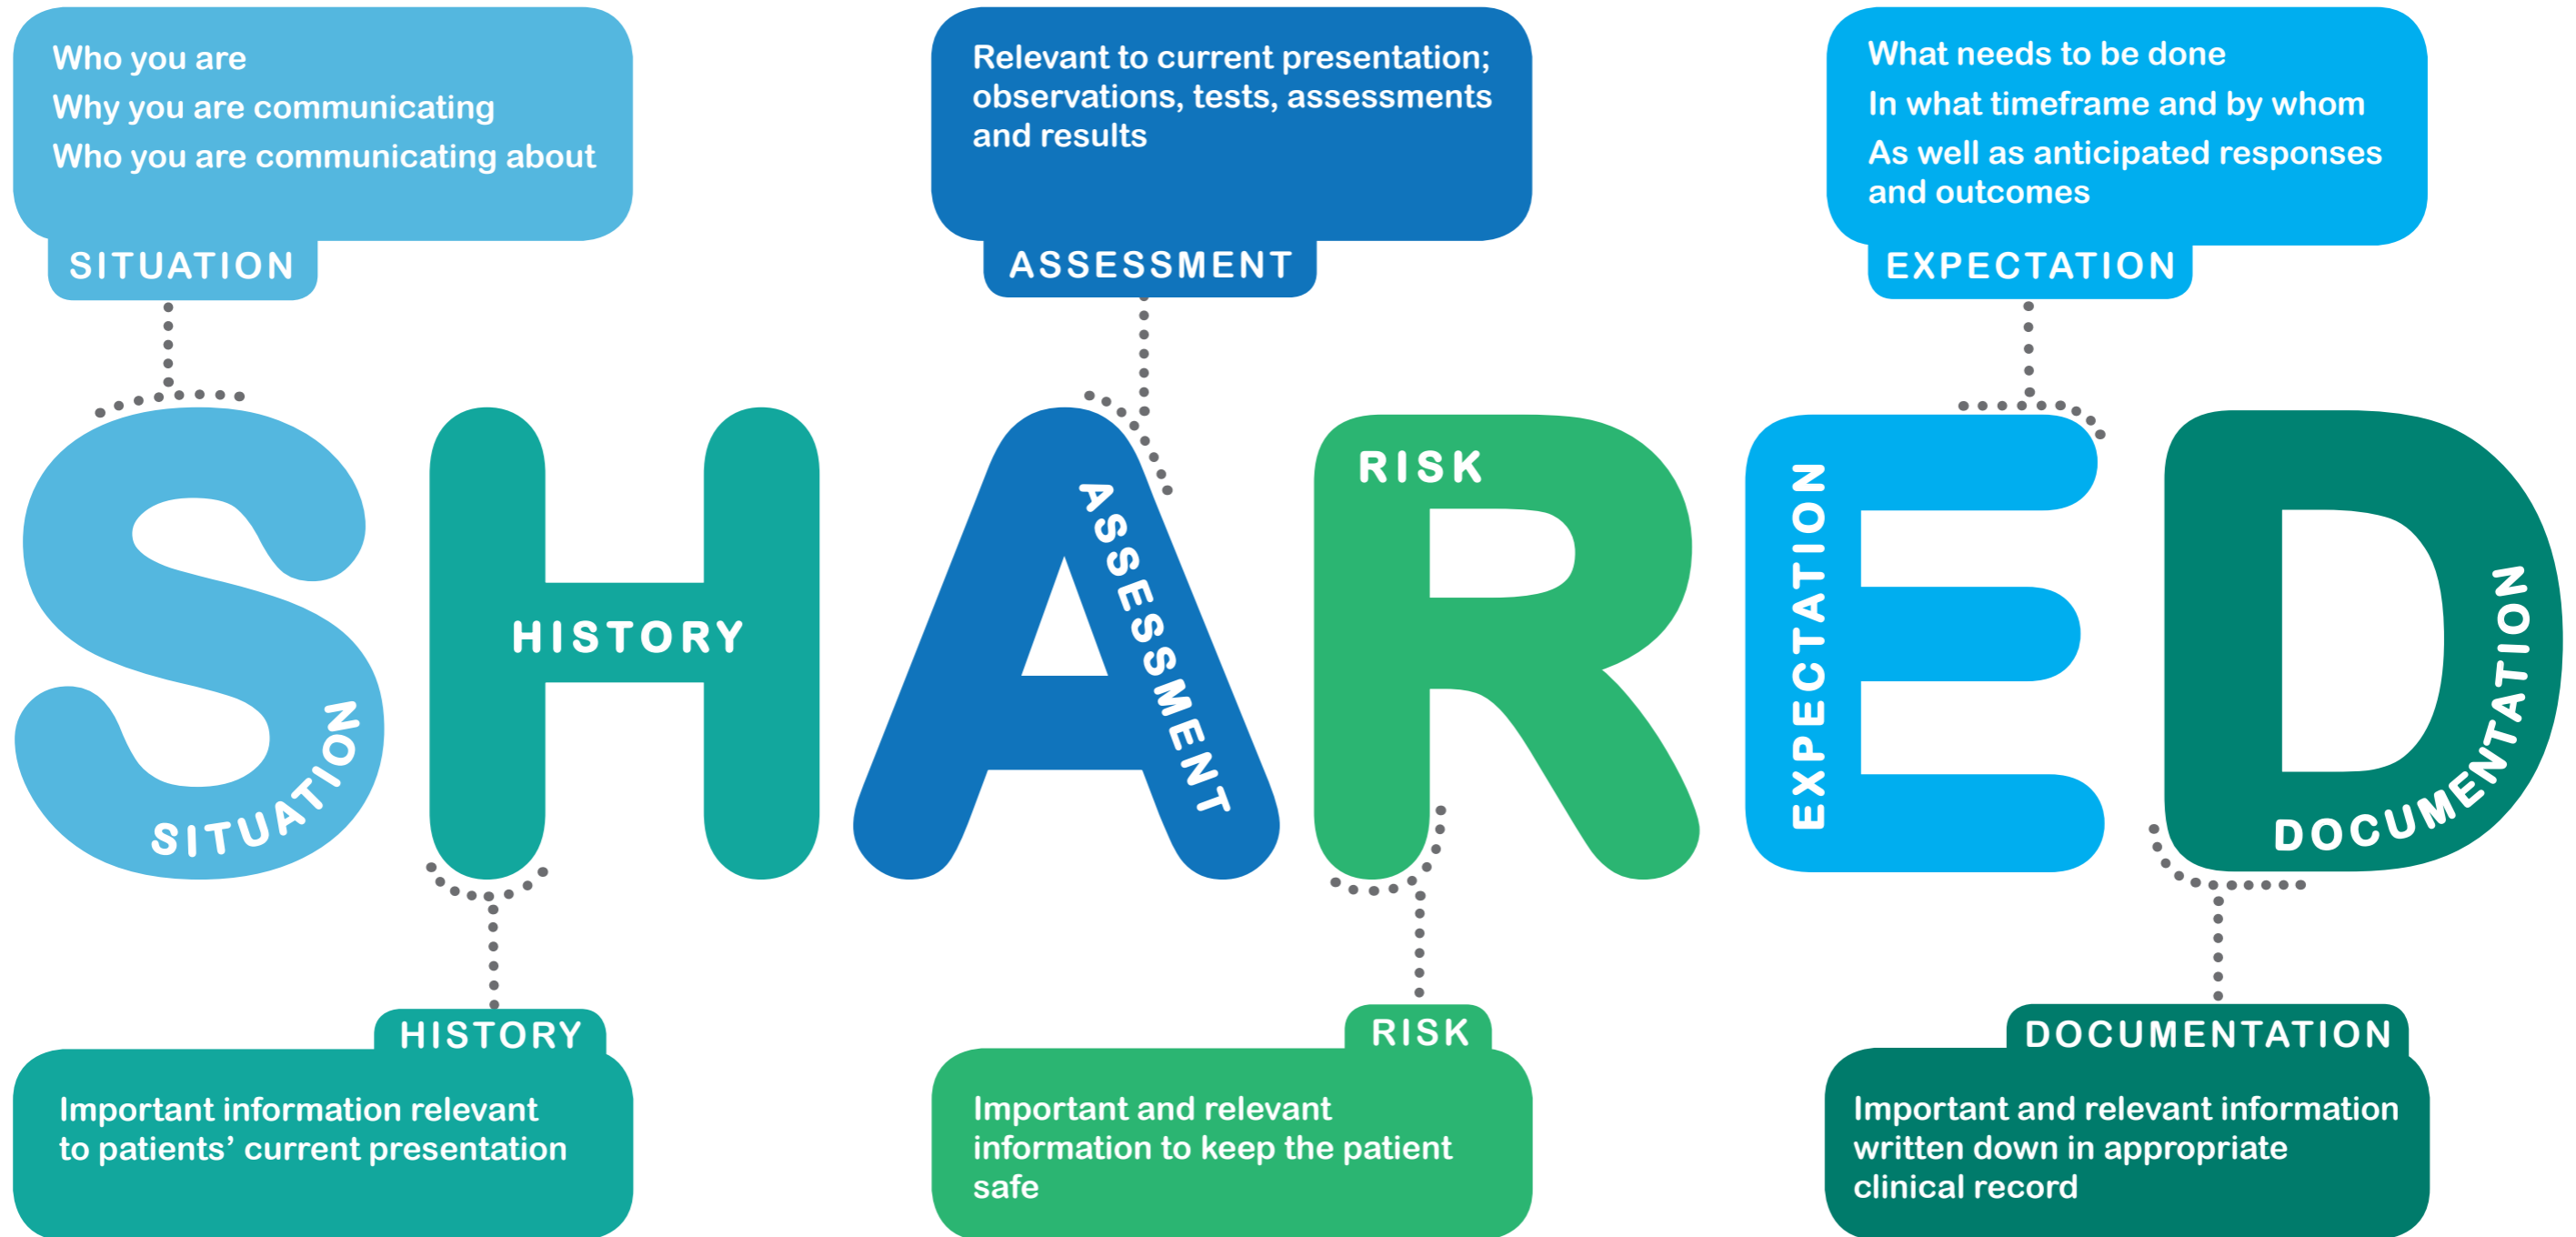 Who you are
Why you are communicating
Who you are communicating about
SITUATION
Relevant to current presentation;
observations, tests, assessments
and results
ASSESSMENT
What needs to be done
In what timeframe and by whom
As well as anticipated responses
and outcomes
EXPECTATION
SHARED
SITUATION
HISTORY
ASSESSMENT
RISK
EXPECTATION
DOCUMENTATION
HISTORY
Important information relevant
to patients’ current presentation
RISK
Important and relevant
information to keep the patient
safe
DOCUMENTATION
Important and relevant information
written down in appropriate
clinical record